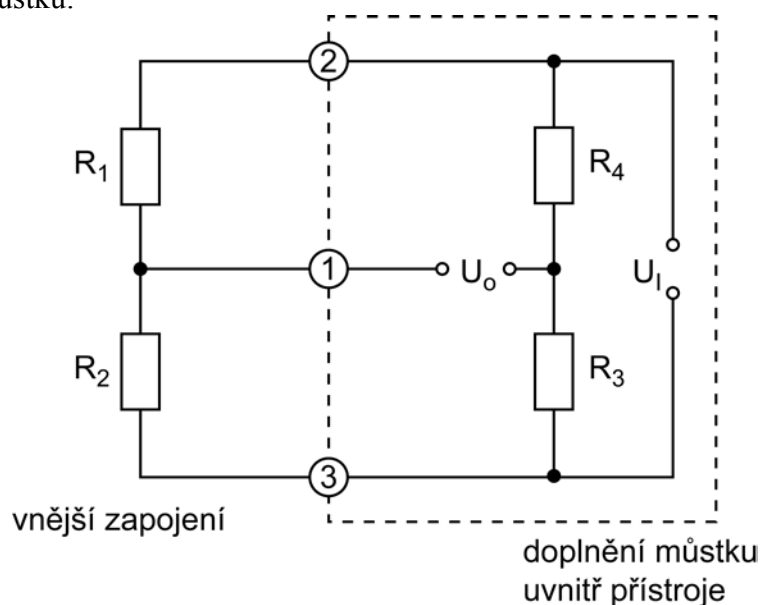 2
R1
R4
1
Uo
UI
R2
R3
3
vnější zapojení
doplnění můstku
uvnitř přístroje